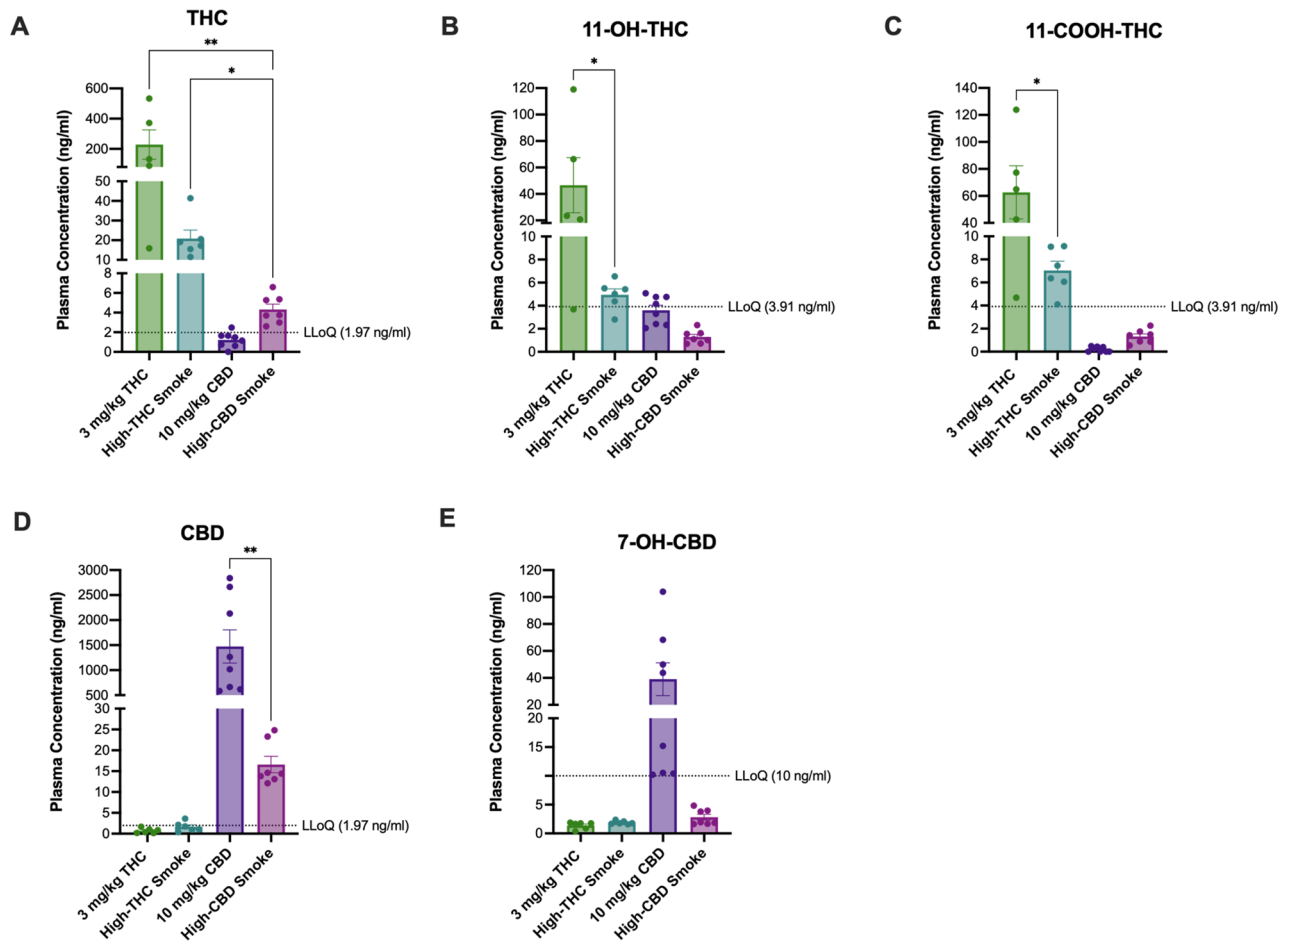 A
THC
**
*
Plasma Concentration (ng/ml)
600
400
200
50
40
30
20
10
8
6
4
2
0
LLoQ (1.97 ng/ml)
3 mg/kg THC
High-THC Smoke
10 mg/kg CBD
High-CBD Smoke
B
11-OH-THC
*
Plasma Concentration (ng/ml)
120
100
80
60
40
20
10
8
6
4
2
0
LLoQ (3.91 ng/ml)
3 mg/kg THC
High-THC Smoke
10 mg/kg CBD
High-CBD Smoke
C
11-COOH-THC
*
Plasma Concentration (ng/ml)
140
120
100
80
60
40
10
8
6
4
2
0
LLoQ (3.91 ng/ml)
3 mg/kg THC
High-THC Smoke
10 mg/kg CBD
High-CBD Smoke
D
CBD
**
Plasma Concentration (ng/ml)
3000
2500
2000
1500
1000
500
30
25
20
15
10
5
0
LLoQ (1.97 ng/ml)
3 mg/kg THC
High-THC Smoke
10 mg/kg CBD
High-CBD Smoke
E
7-OH-CBD
Plasma Concentration (ng/ml)
120
100
80
60
40
20
20
15
5
0
LLoQ (10 ng/ml)
3 mg/kg THC
High-THC Smoke
10 mg/kg CBD
High-CBD Smoke